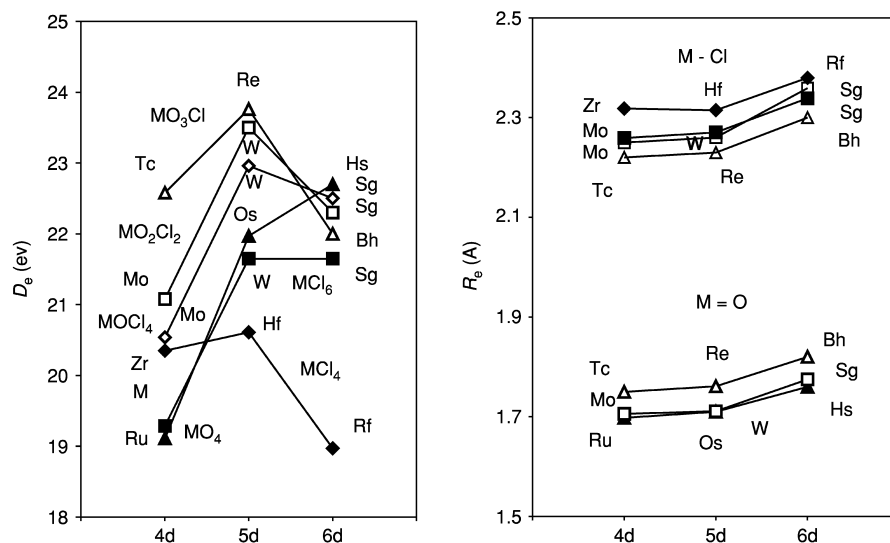 25
24
23
22
21
20
19
18
D_e (ev)
4d
5d
6d
Re
MO₃Cl
Tc
W
W
Hs
Sg
Sg
Os
MO₂Cl₂
Bh
Mo
W
MCl₆
Sg
MOCl₄
Mo
Hf
Zr
MCl₄
M
Ru
MO₄
Rf
2.5
2.3
2.1
1.9
1.7
1.5
R_e (A)
4d
5d
6d
M - Cl
Rf
Zr
Hf
Sg
Mo
Sg
Mo
W
Bh
Tc
Re
M = O
Bh
Tc
Re
Sg
Mo
Hs
Ru
Os
W